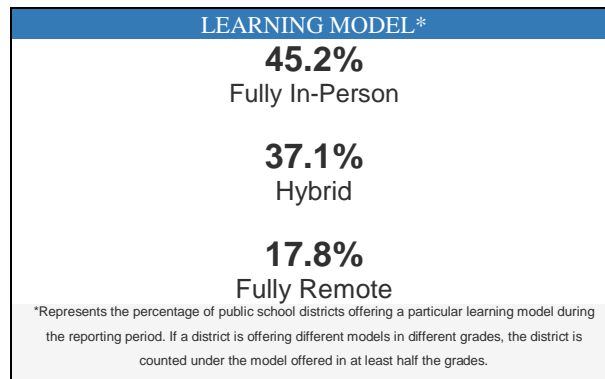 LEARNING MODEL*
45.2%
Fully In-Person
37.1%
Hybrid
17.8%
Fully Remote
*Represents the percentage of public school districts offering a particular learning model during
the reporting period. If a district is offering different models in different grades, the district is
counted under the model offered in at least half the grades.